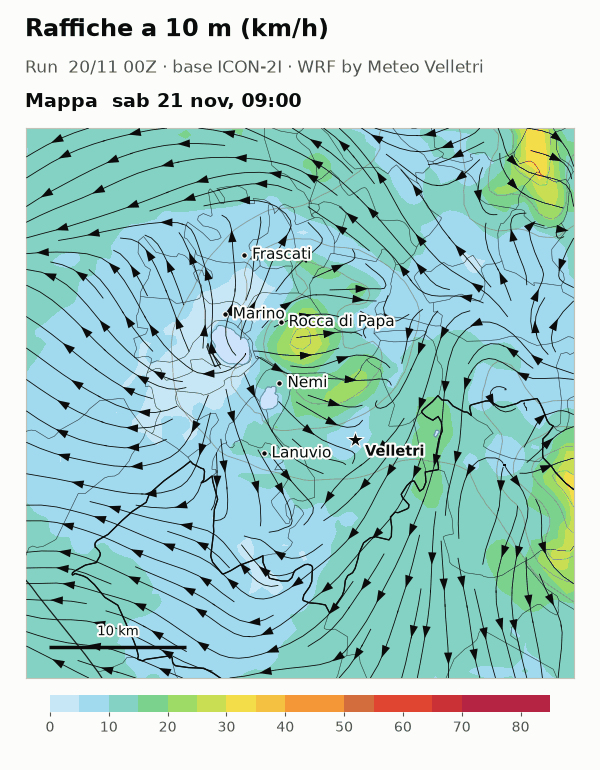 Raffiche a 10 m (km/h)
Run  20/11 00Z · base ICON-2I · WRF by Meteo Velletri
Mappa  sab 21 nov, 09:00
Frascati
Marino
Rocca di Papa
Nemi
Velletri
Lanuvio
10 km
0 10 20 30 40 50 60 70 80